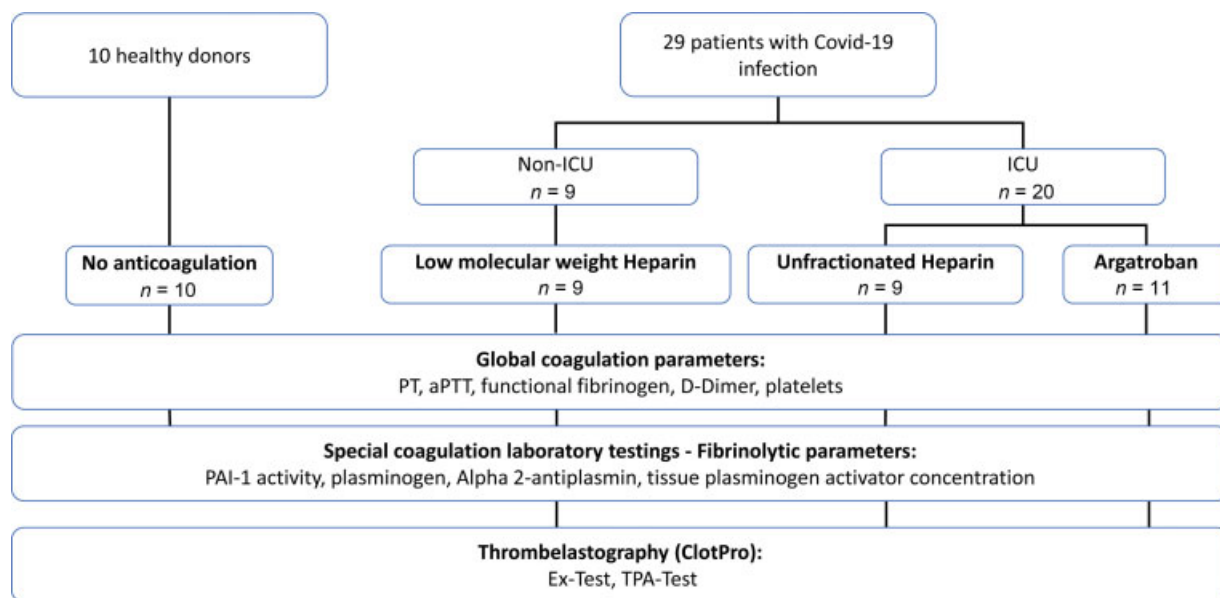 10 healthy donors
29 patients with Covid-19
infection
Non-ICU
n = 9
ICU
n = 20
No anticoagulation
n = 10
Low molecular weight Heparin
n = 9
Unfractionated Heparin
n = 9
Argatroban
n = 11
Global coagulation parameters:
PT, aPTT, functional fibrinogen, D-Dimer, platelets
Special coagulation laboratory testings - Fibrinolytic parameters:
PAI-1 activity, plasminogen, Alpha 2-antiplasmin, tissue plasminogen activator concentration
Thrombelastography (ClotPro):
Ex-Test, TPA-Test